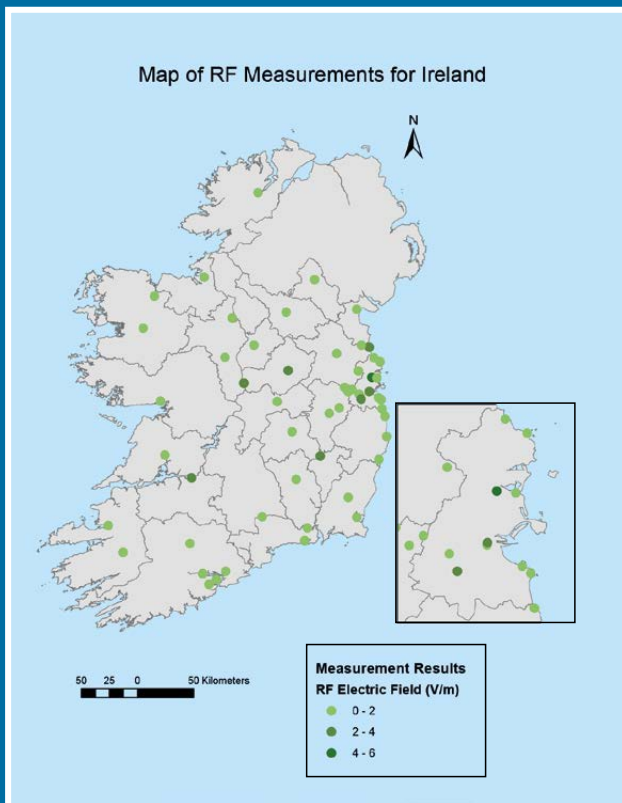 Map of RF Measurements for Ireland
N
50 25 0 50 Kilometers
Measurement Results
RF Electric Field (V/m)
0 - 2
2 - 4
4 - 6